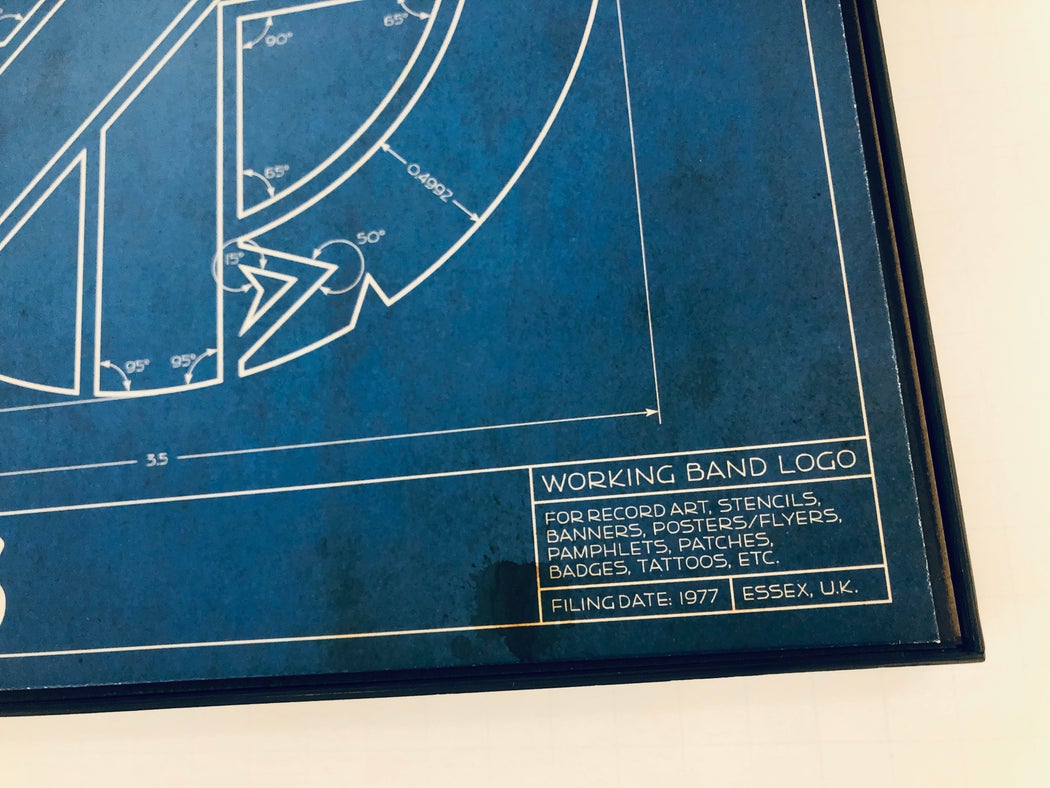 65°
90°
65°
0.4992
50°
15°
95° 95°
3.5
WORKING BAND LOGO
FOR RECORD ART, STENCILS,
BANNERS, POSTERS/FLYERS,
PAMPHLETS, PATCHES,
BADGES, TATTOOS, ETC.
FILING DATE: 1977 ESSEX, U.K.